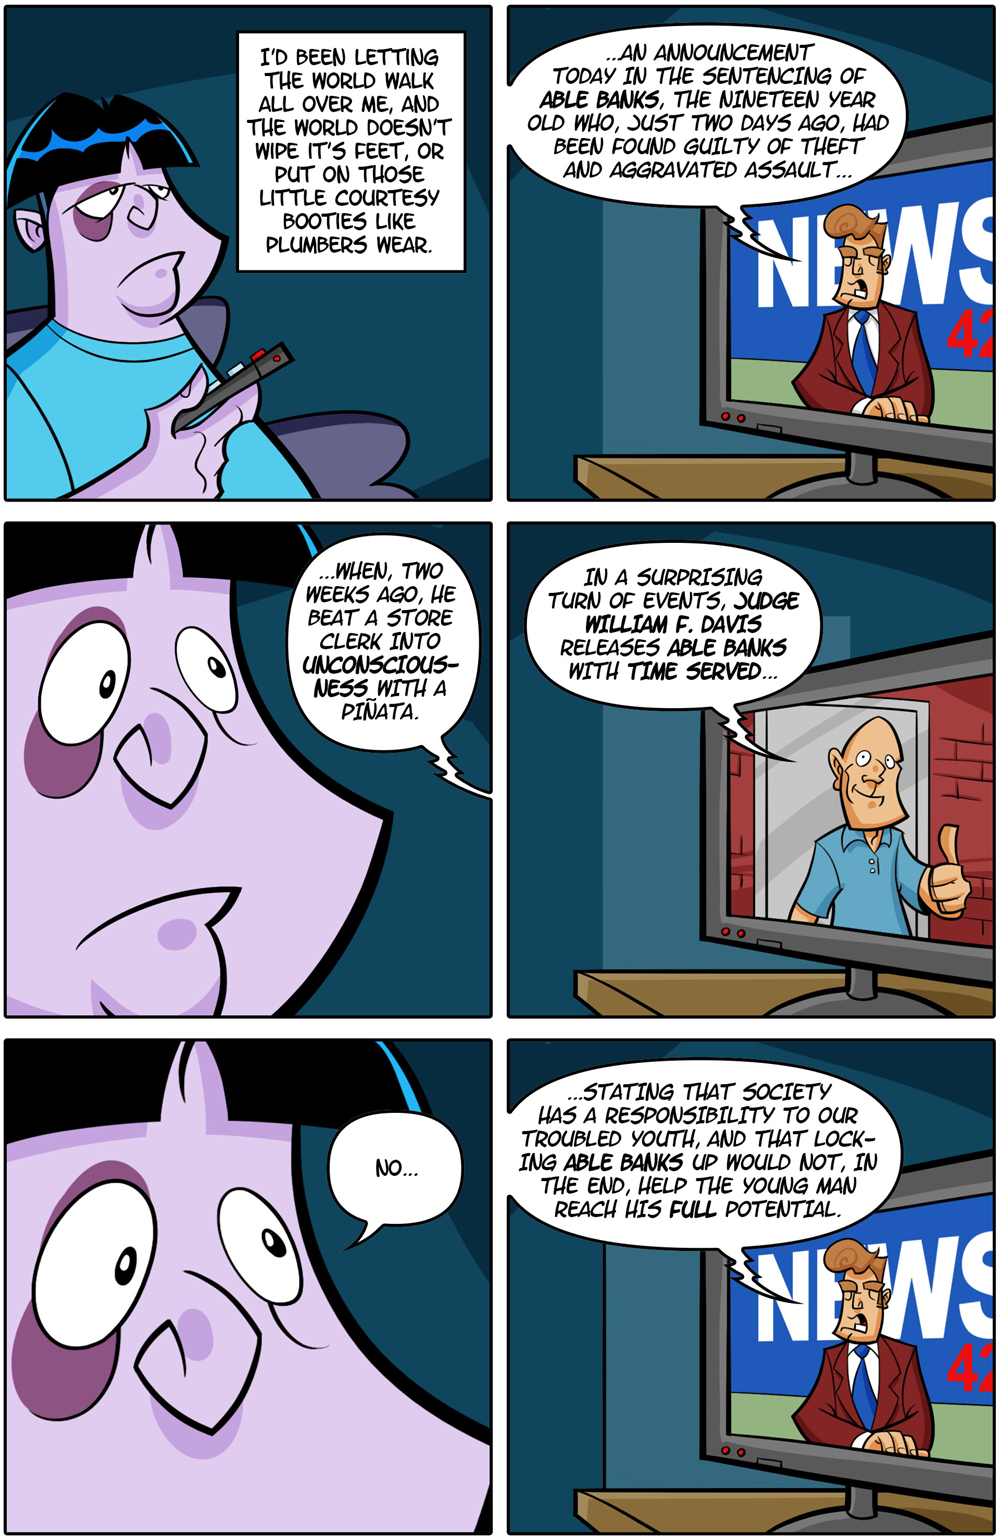 I'D BEEN LETTING
THE WORLD WALK
ALL OVER ME, AND
THE WORLD DOESN'T
WIPE IT'S FEET, OR
PUT ON THOSE
LITTLE COURTESY
BOOTIES LIKE
PLUMBERS WEAR.
...AN ANNOUNCEMENT
TODAY IN THE SENTENCING OF
ABLE BANKS, THE NINETEEN YEAR
OLD WHO, JUST TWO DAYS AGO, HAD
BEEN FOUND GUILTY OF THEFT
AND AGGRAVATED ASSAULT...
NEWS
42
...WHEN, TWO
WEEKS AGO, HE
BEAT A STORE
CLERK INTO
UNCONSCIOUS-
NESS WITH A
PIÑATA.
IN A SURPRISING
TURN OF EVENTS, JUDGE
WILLIAM F. DAVIS
RELEASES ABLE BANKS
WITH TIME SERVED...
NO...
...STATING THAT SOCIETY
HAS A RESPONSIBILITY TO OUR
TROUBLED YOUTH, AND THAT LOCK-
ING ABLE BANKS UP WOULD NOT, IN
THE END, HELP THE YOUNG MAN
REACH HIS FULL POTENTIAL.
NEWS
42